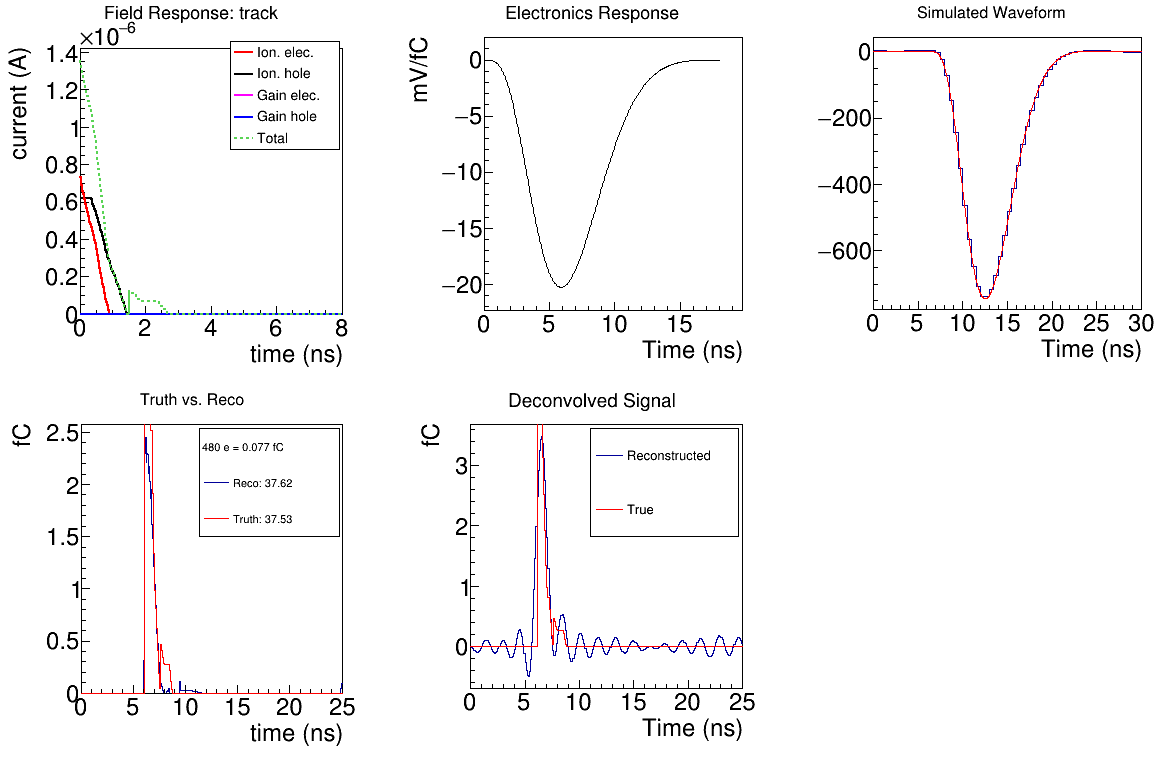 Field Response: track
×10⁻⁶
current (A)
1.4
1.2
1
0.8
0.6
0.4
0.2
0
Ion. elec.
Ion. hole
Gain elec.
Gain hole
Total
0 2 4 6 8
time (ns)
Electronics Response
mV/fC
0
−5
−10
−15
−20
0 5 10 15
Time (ns)
Simulated Waveform
0
−200
−400
−600
0 5 10 15 20 25 30
Time (ns)
Truth vs. Reco
fC
2.5
2
1.5
1
0.5
0
480 e = 0.077 fC
Reco: 37.62
Truth: 37.53
0 5 10 15 20 25
time (ns)
Deconvolved Signal
fC
3
2
1
0
Reconstructed
True
0 5 10 15 20 25
Time (ns)